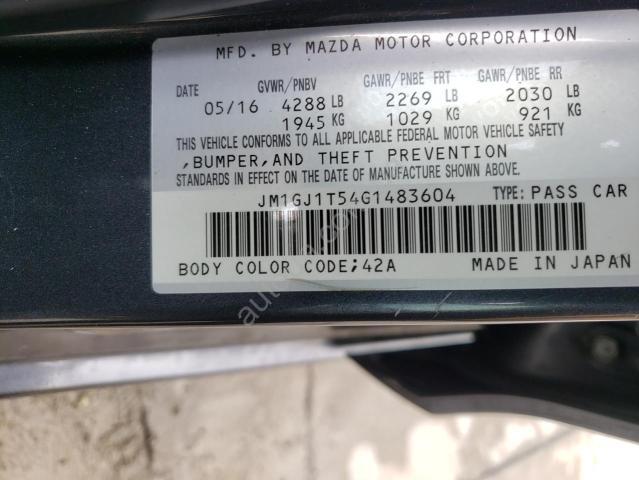 MFD. BY MAZDA MOTOR CORPORATION
DATE GVWR/PNBV GAWR/PNBE FRT GAWR/PNBE RR
05/16 4288 LB 2269 LB 2030 LB
1945 KG 1029 KG 921 KG
THIS VEHICLE CONFORMS TO ALL APPLICABLE FEDERAL MOTOR VEHICLE SAFETY
,BUMPER,AND THEFT PREVENTION
STANDARDS IN EFFECT ON THE DATE OF MANUFACTURE SHOWN ABOVE.
JM1GJ1T54G1483604 TYPE: PASS CAR
BODY COLOR CODE;42A MADE IN JAPAN